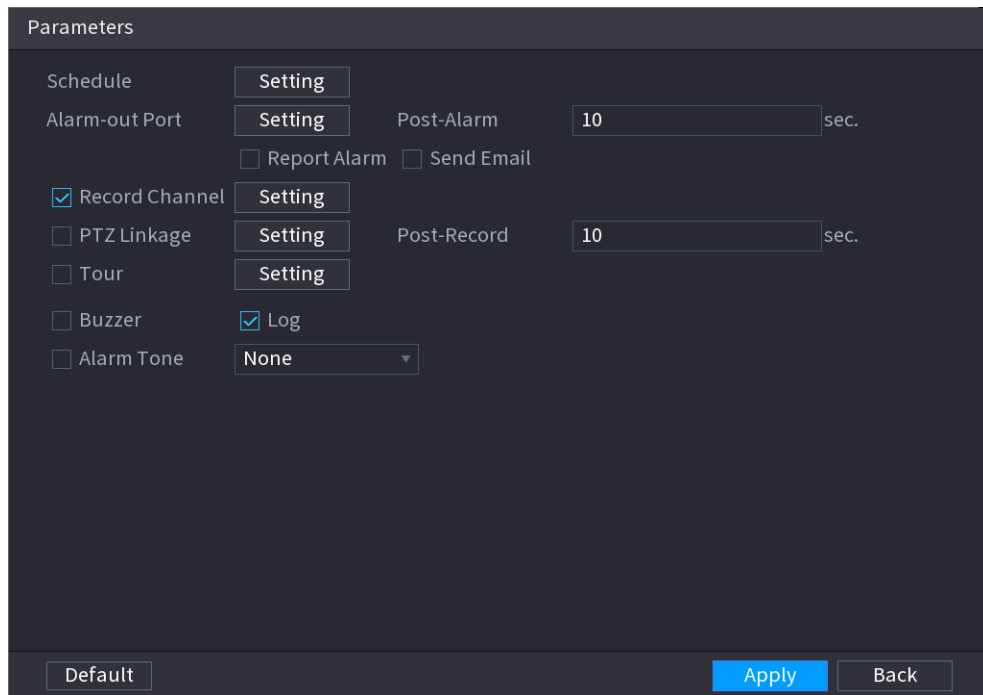 Parameters
Schedule Setting
Alarm-out Port Setting Post-Alarm 10 sec.
Report Alarm Send Email
Record Channel Setting
PTZ Linkage Setting Post-Record 10 sec.
Tour Setting
Buzzer Log
Alarm Tone None
Default Apply Back